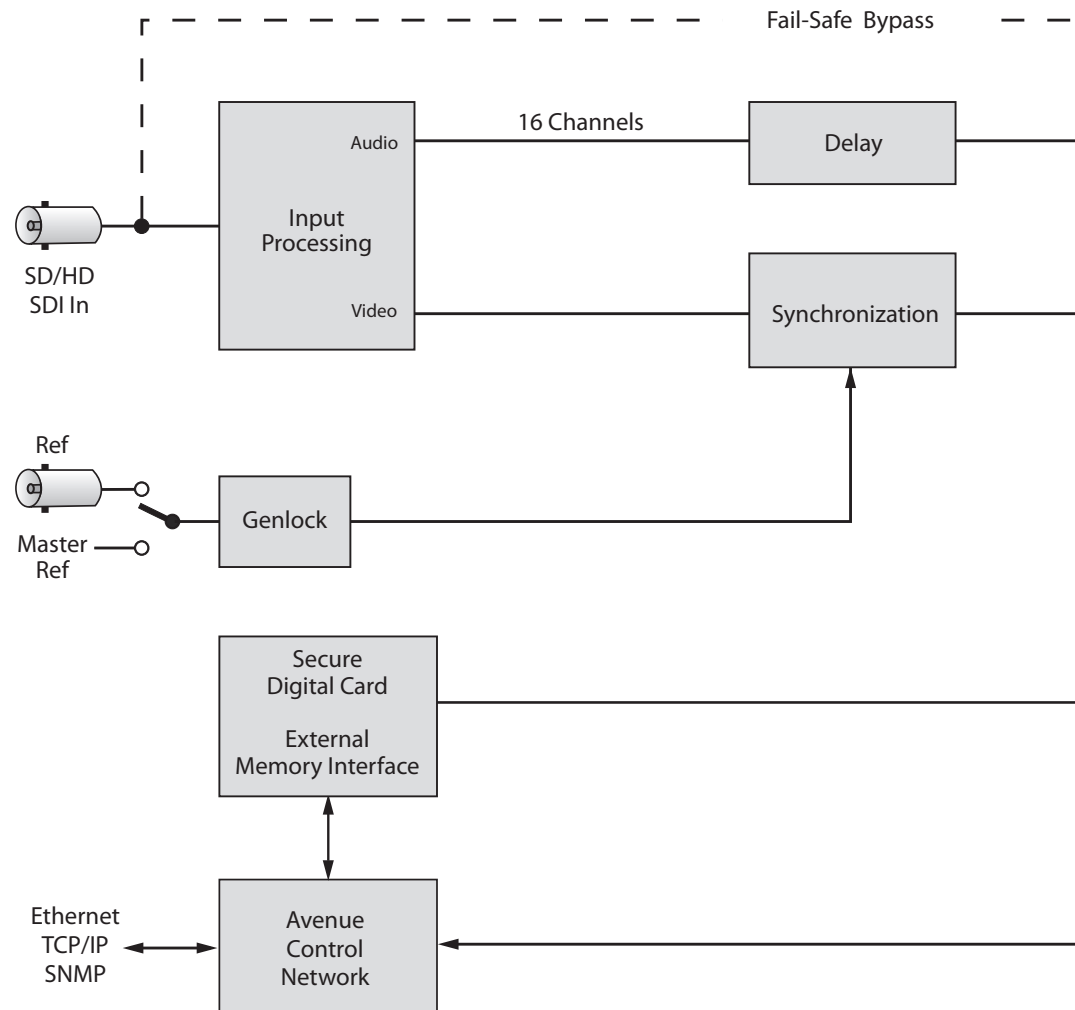 Fail-Safe Bypass
Audio
16 Channels
Delay
Input
Processing
SD/HD
SDI In
Video
Synchronization
Ref
Genlock
Master
Ref
Secure
Digital Card
External
Memory Interface
Ethernet
TCP/IP
SNMP
Avenue
Control
Network